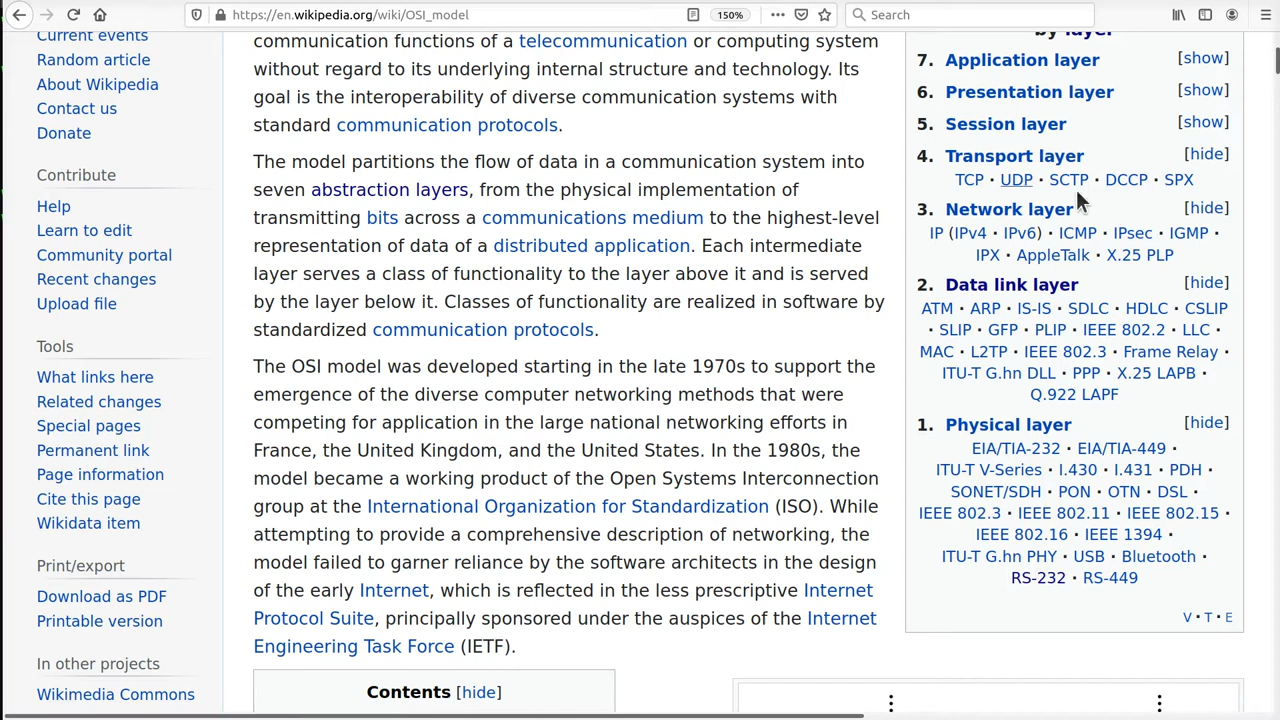 https://en.wikipedia.org/wiki/OSI_model
150%
Search
Current events
Random article
About Wikipedia
Contact us
Donate
Contribute
Help
Learn to edit
Community portal
Recent changes
Upload file
Tools
What links here
Related changes
Special pages
Permanent link
Page information
Cite this page
Wikidata item
Print/export
Download as PDF
Printable version
In other projects
Wikimedia Commons
communication functions of a telecommunication or computing system
without regard to its underlying internal structure and technology. Its
goal is the interoperability of diverse communication systems with
standard communication protocols.
The model partitions the flow of data in a communication system into
seven abstraction layers, from the physical implementation of
transmitting bits across a communications medium to the highest-level
representation of data of a distributed application. Each intermediate
layer serves a class of functionality to the layer above it and is served
by the layer below it. Classes of functionality are realized in software by
standardized communication protocols.
The OSI model was developed starting in the late 1970s to support the
emergence of the diverse computer networking methods that were
competing for application in the large national networking efforts in
France, the United Kingdom, and the United States. In the 1980s, the
model became a working product of the Open Systems Interconnection
group at the International Organization for Standardization (ISO). While
attempting to provide a comprehensive description of networking, the
model failed to garner reliance by the software architects in the design
of the early Internet, which is reflected in the less prescriptive Internet
Protocol Suite, principally sponsored under the auspices of the Internet
Engineering Task Force (IETF).
Contents [hide]
by layer
7. Application layer [show]
6. Presentation layer [show]
5. Session layer [show]
4. Transport layer [hide]
TCP · UDP · SCTP · DCCP · SPX
3. Network layer [hide]
IP (IPv4 · IPv6) · ICMP · IPsec · IGMP ·
IPX · AppleTalk · X.25 PLP
2. Data link layer [hide]
ATM · ARP · IS-IS · SDLC · HDLC · CSLIP
· SLIP · GFP · PLIP · IEEE 802.2 · LLC ·
MAC · L2TP · IEEE 802.3 · Frame Relay ·
ITU-T G.hn DLL · PPP · X.25 LAPB ·
Q.922 LAPF
1. Physical layer [hide]
EIA/TIA-232 · EIA/TIA-449 ·
ITU-T V-Series · I.430 · I.431 · PDH ·
SONET/SDH · PON · OTN · DSL ·
IEEE 802.3 · IEEE 802.11 · IEEE 802.15 ·
IEEE 802.16 · IEEE 1394 ·
ITU-T G.hn PHY · USB · Bluetooth ·
RS-232 · RS-449
V · T · E